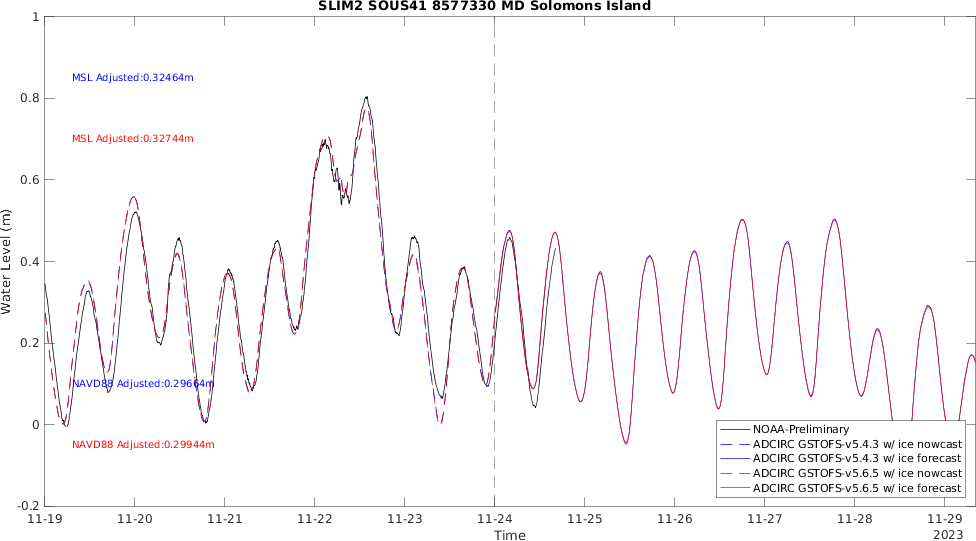 SLIM2 SOUS41 8577330 MD Solomons Island
1
0.8
0.6
0.4
0.2
0
-0.2
Water Level (m)
MSL Adjusted:0.32464m
MSL Adjusted:0.32744m
NAVD88 Adjusted:0.29664m
NAVD88 Adjusted:0.29944m
NOAA-Preliminary
ADCIRC GSTOFS-v5.4.3 w/ ice nowcast
ADCIRC GSTOFS-v5.4.3 w/ ice forecast
ADCIRC GSTOFS-v5.6.5 w/ ice nowcast
ADCIRC GSTOFS-v5.6.5 w/ ice forecast
11-19 11-20 11-21 11-22 11-23 11-24 11-25 11-26 11-27 11-28 11-29
Time
2023